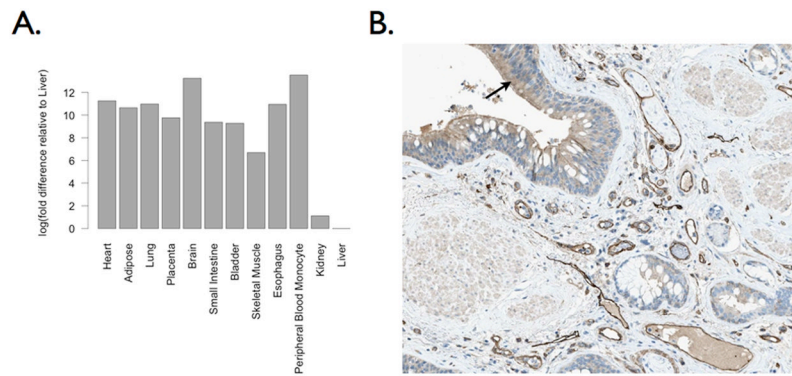 A.
B.
log(fold difference relative to Liver)
12
10
8
6
4
2
0
Heart
Adipose
Lung
Placenta
Brain
Small Intestine
Bladder
Skeletal Muscle
Esophagus
Peripheral Blood Monocyte
Kidney
Liver